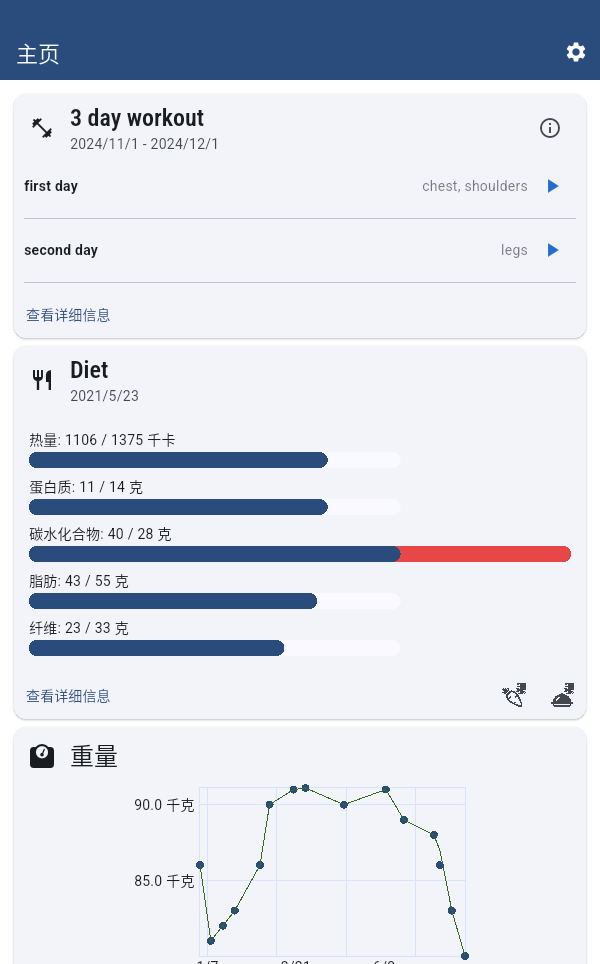 主页
3 day workout
2024/11/1 - 2024/12/1
first day chest, shoulders
second day legs
查看详细信息
Diet
2021/5/23
热量: 1106 / 1375 千卡
蛋白质: 11 / 14 克
碳水化合物: 40 / 28 克
脂肪: 43 / 55 克
纤维: 23 / 33 克
查看详细信息
重量
90.0 千克
85.0 千克